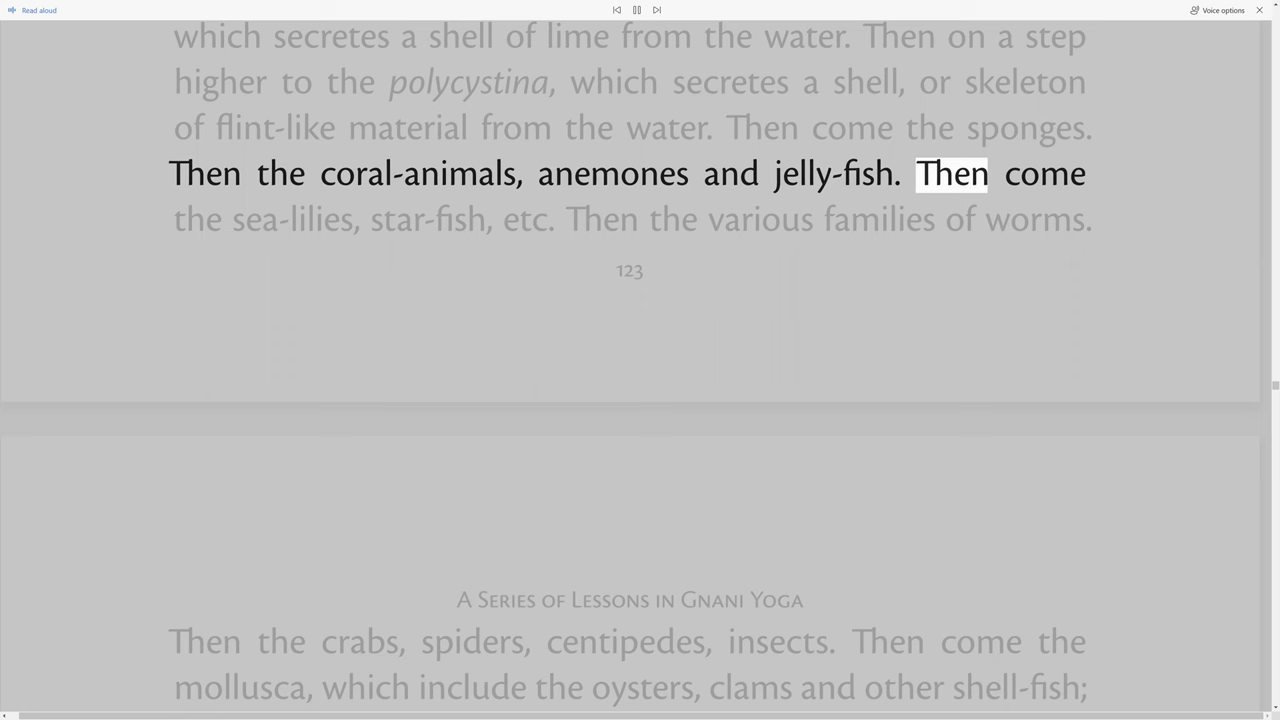 Read aloud
Voice options
which secretes a shell of lime from the water. Then on a step
higher to the polycystina, which secretes a shell, or skeleton
of flint-like material from the water. Then come the sponges.
Then the coral-animals, anemones and jelly-fish. Then come
the sea-lilies, star-fish, etc. Then the various families of worms.
123
A Series of Lessons in Gnani Yoga
Then the crabs, spiders, centipedes, insects. Then come the
mollusca, which include the oysters, clams and other shell-fish;